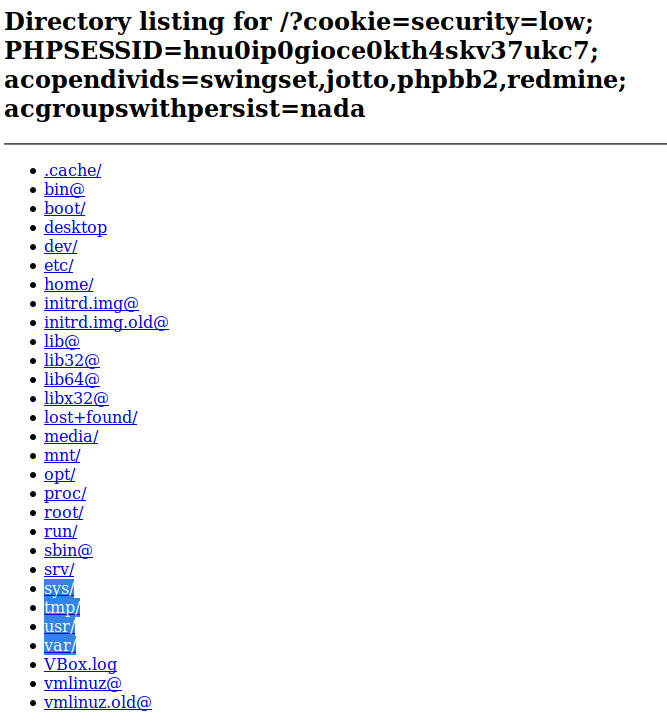 Directory listing for /?cookie=security=low;
PHPSESSID=hnu0ip0gioce0kth4skv37ukc7;
acopendivids=swingset,jotto,phpbb2,redmine;
acgroupswithpersist=nada
.cache/
bin@
boot/
desktop
dev/
etc/
home/
initrd.img@
initrd.img.old@
lib@
lib32@
lib64@
libx32@
lost+found/
media/
mnt/
opt/
proc/
root/
run/
sbin@
srv/
sys/
tmp/
usr/
var/
VBox.log
vmlinuz@
vmlinuz.old@